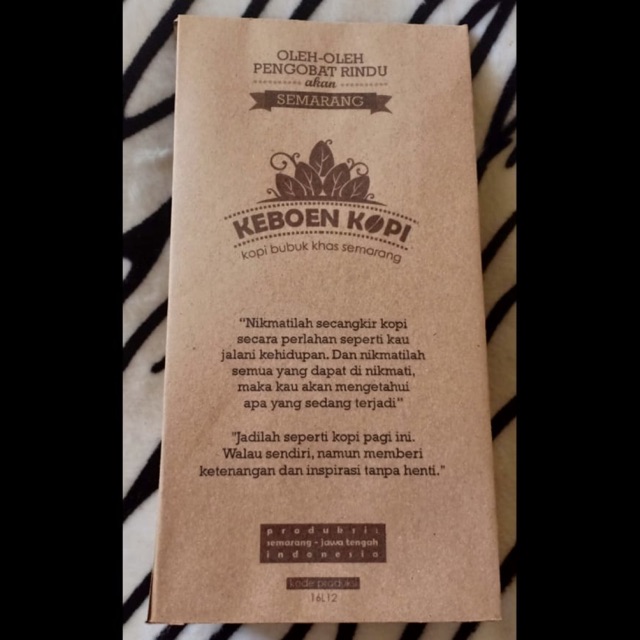 OLEH-OLEH
PENGOBAT RINDU
akan
SEMARANG
KEBOEN KOPI
kopi bubuk khas semarang
“Nikmatilah secangkir kopi
secara perlahan seperti kau
jalani kehidupan. Dan nikmatilah
semua yang dapat di nikmati,
maka kau akan mengetahui
apa yang sedang terjadi”
"Jadilah seperti kopi pagi ini.
Walau sendiri, namun memberi
ketenangan dan inspirasi tanpa henti."
semarang - jawa tengah
indonesia
kode produksi
16L12